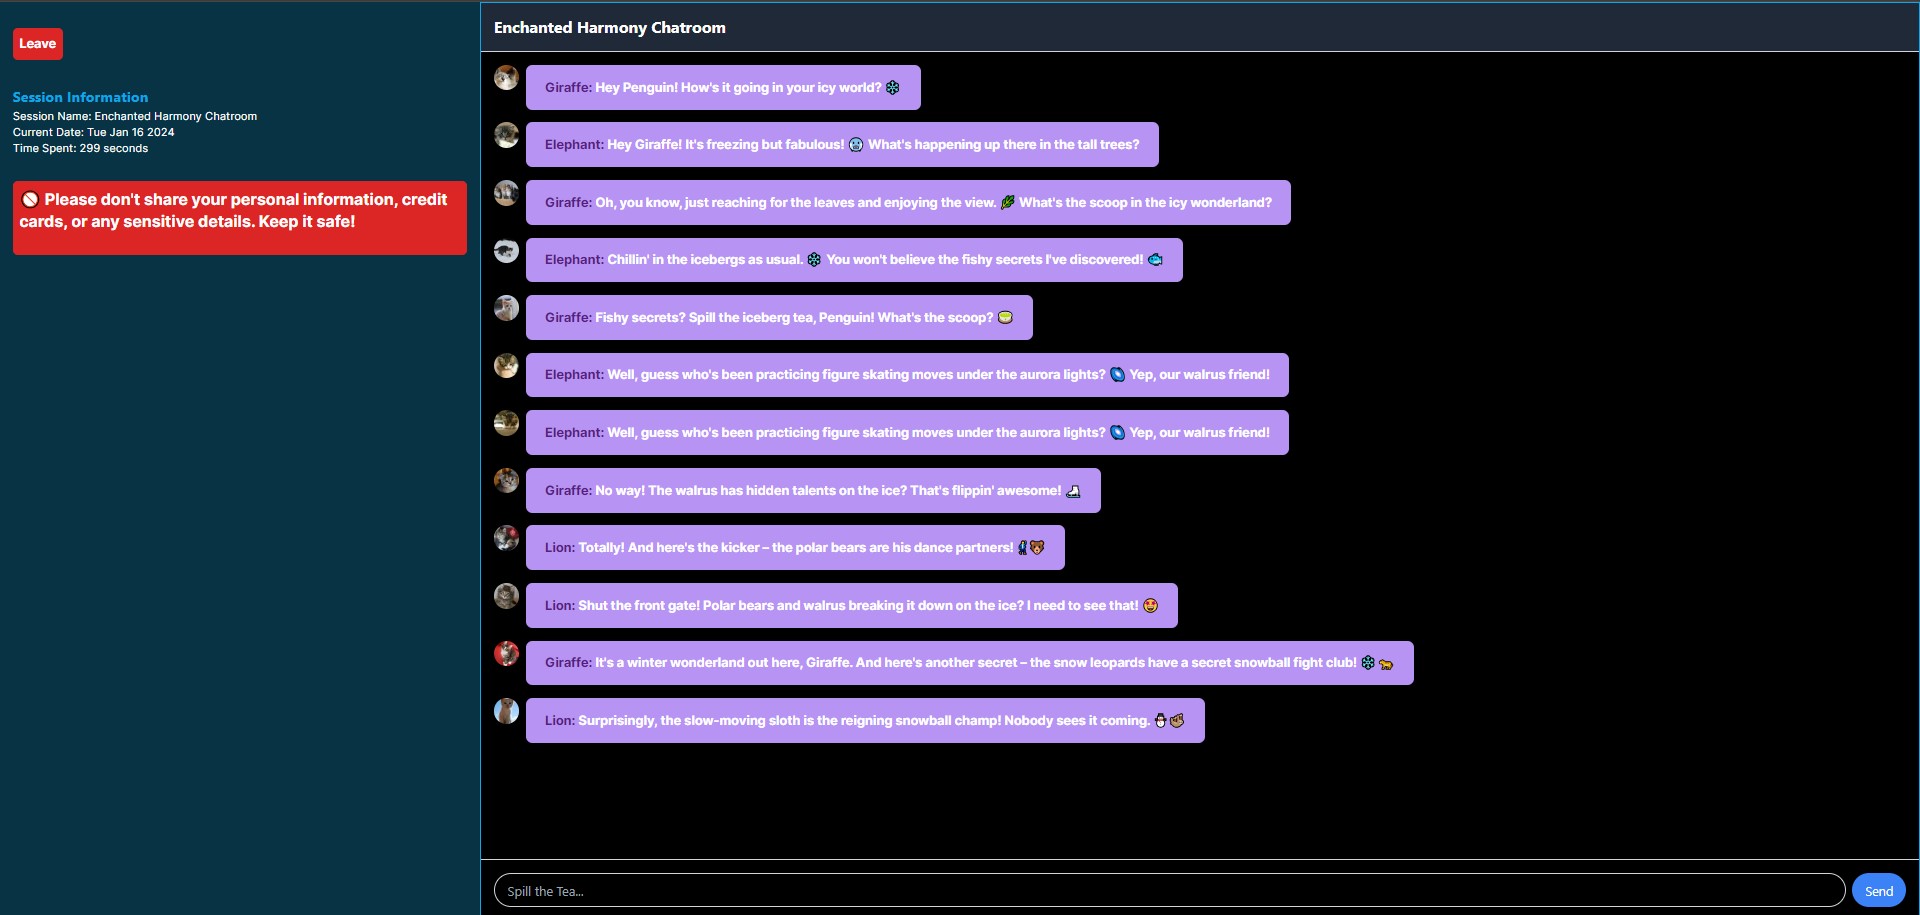 Leave
Session Information
Session Name: Enchanted Harmony Chatroom
Current Date: Tue Jan 16 2024
Time Spent: 299 seconds
🚫 Please don't share your personal information, credit
cards, or any sensitive details. Keep it safe!
Enchanted Harmony Chatroom
Giraffe: Hey Penguin! How's it going in your icy world? ❄️
Elephant: Hey Giraffe! It's freezing but fabulous! 🥶 What's happening up there in the tall trees?
Giraffe: Oh, you know, just reaching for the leaves and enjoying the view. 🌿 What's the scoop in the icy wonderland?
Elephant: Chillin' in the icebergs as usual. ❄️ You won't believe the fishy secrets I've discovered! 🐟
Giraffe: Fishy secrets? Spill the iceberg tea, Penguin! What's the scoop? 🍵
Elephant: Well, guess who's been practicing figure skating moves under the aurora lights? 🌌 Yep, our walrus friend!
Elephant: Well, guess who's been practicing figure skating moves under the aurora lights? 🌌 Yep, our walrus friend!
Giraffe: No way! The walrus has hidden talents on the ice? That's flippin' awesome! ⛸️
Lion: Totally! And here's the kicker – the polar bears are his dance partners! 🕺🐻
Lion: Shut the front gate! Polar bears and walrus breaking it down on the ice? I need to see that! 🤩
Giraffe: It's a winter wonderland out here, Giraffe. And here's another secret – the snow leopards have a secret snowball fight club! ❄️🐆
Lion: Surprisingly, the slow-moving sloth is the reigning snowball champ! Nobody sees it coming. ⛄🦥
Spill the Tea...
Send